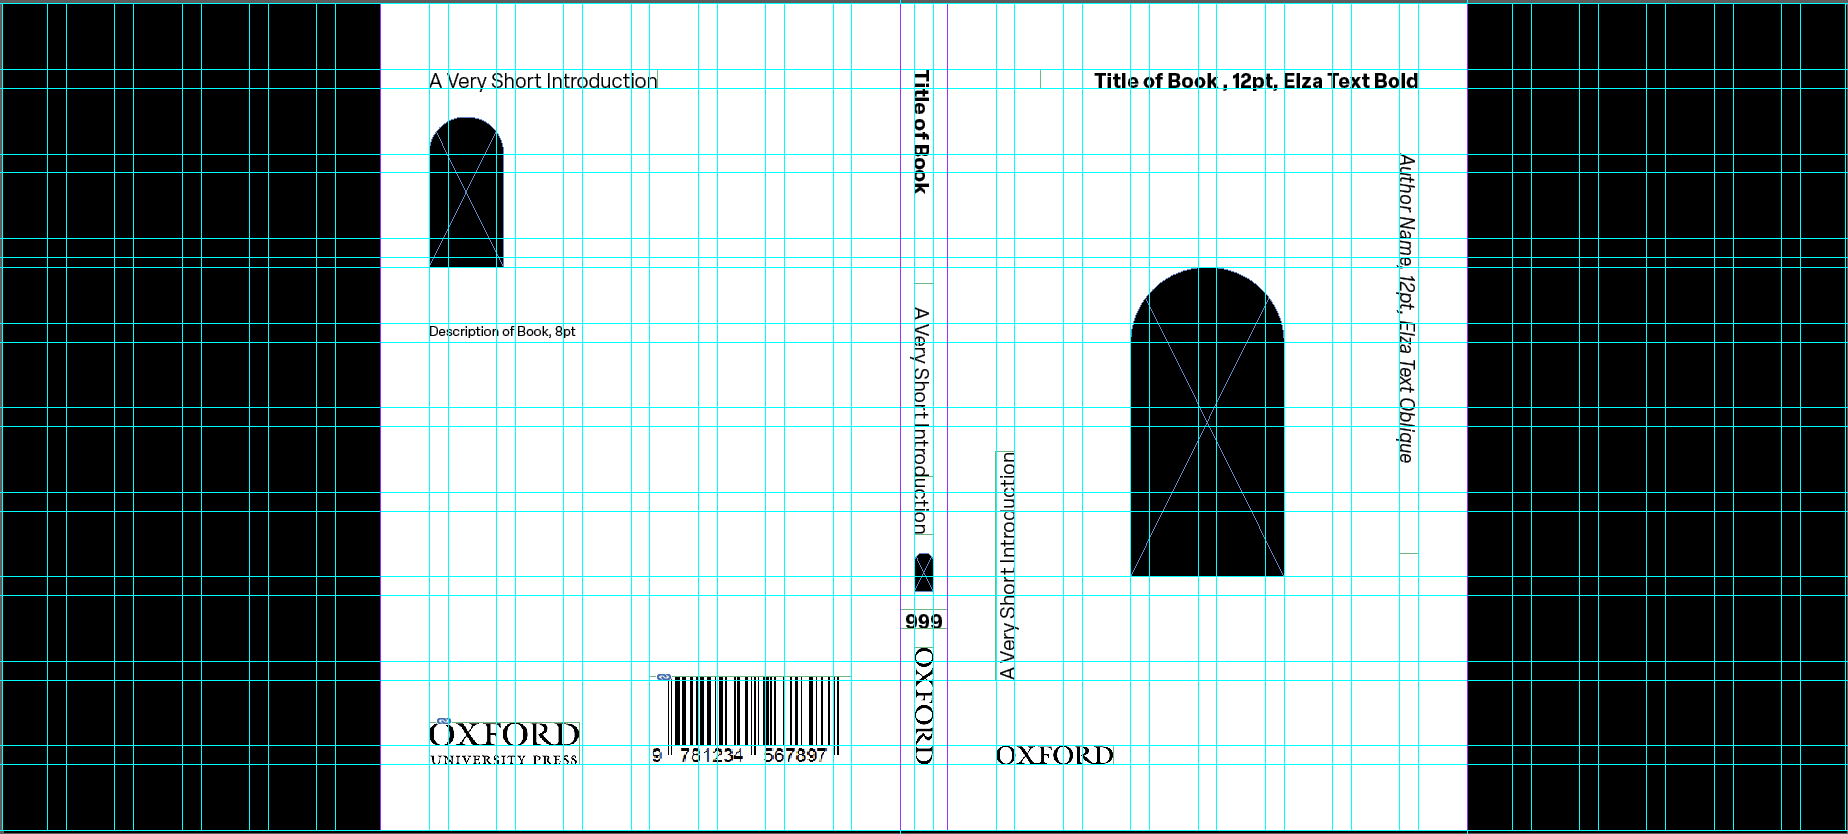 A Very Short Introduction
Description of Book, 8pt
OXFORD
UNIVERSITY PRESS
9 781234 567897
Title of Book
A Very Short Introduction
999
OXFORD
Title of Book , 12pt, Elza Text Bold
Author Name, 12pt, Elza Text Oblique
A Very Short Introduction
OXFORD